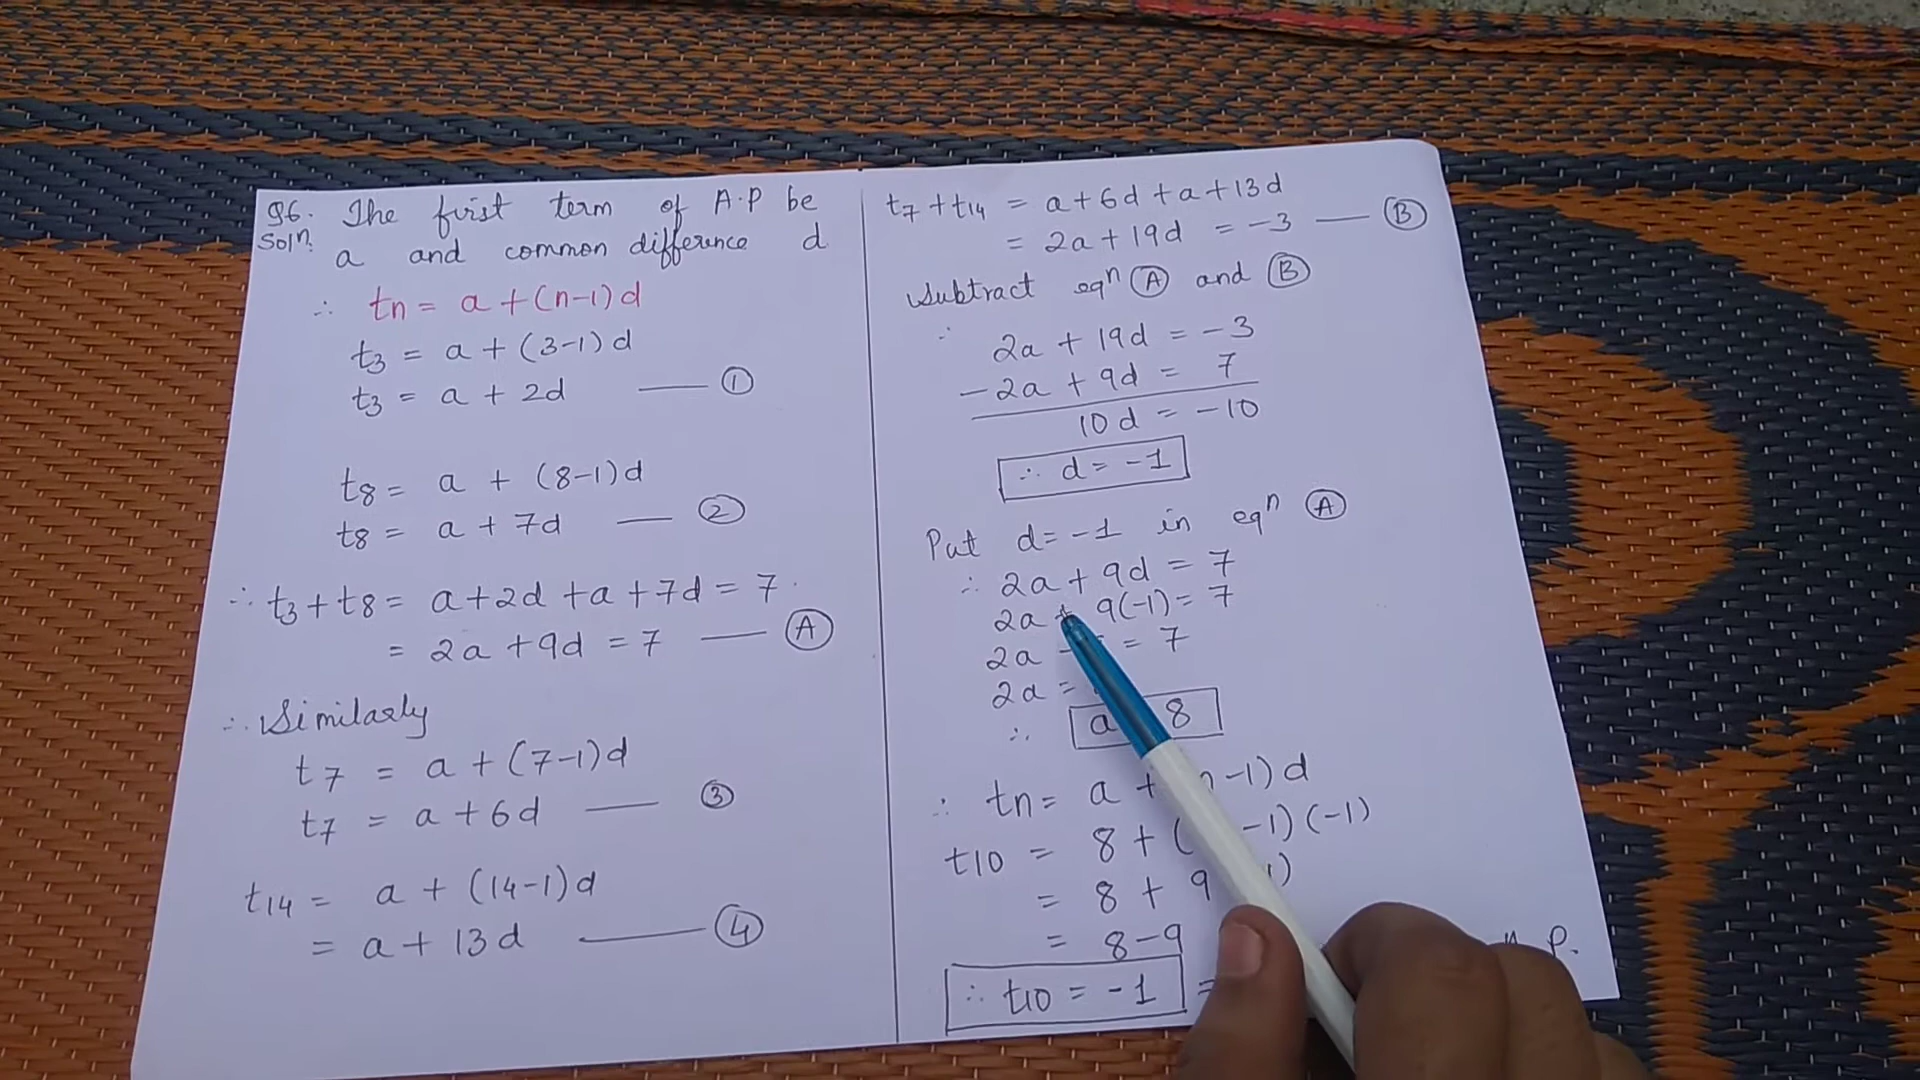 Q6. The first term of A.P be
Soln. a and common difference d
∴ tn = a + (n-1)d
t3 = a + (3-1)d
t3 = a + 2d —— ①
t8 = a + (8-1)d
t8 = a + 7d —— ②
∴ t3 + t8 = a+2d +a+7d = 7
= 2a +9d = 7 —— Ⓐ
∴ Similarly
t7 = a + (7-1)d
t7 = a + 6d —— ③
t14 = a + (14-1)d
= a + 13d —— ④
t7 + t14 = a+6d + a+13d
= 2a + 19d = -3 —— Ⓑ
Subtract eqn Ⓐ and Ⓑ
∴ 2a + 19d = -3
- 2a + 9d = 7
10d = -10
∴ d = -1
Put d = -1 in eqn Ⓐ
∴ 2a + 9d = 7
2a + 9(-1) = 7
2a - = 7
2a =
∴ a 8
∴ tn = a + -1)d
t10 = 8 + ( -1)(-1)
= 8 + 9 )
= 8-9
∴ t10 = -1 =
P.